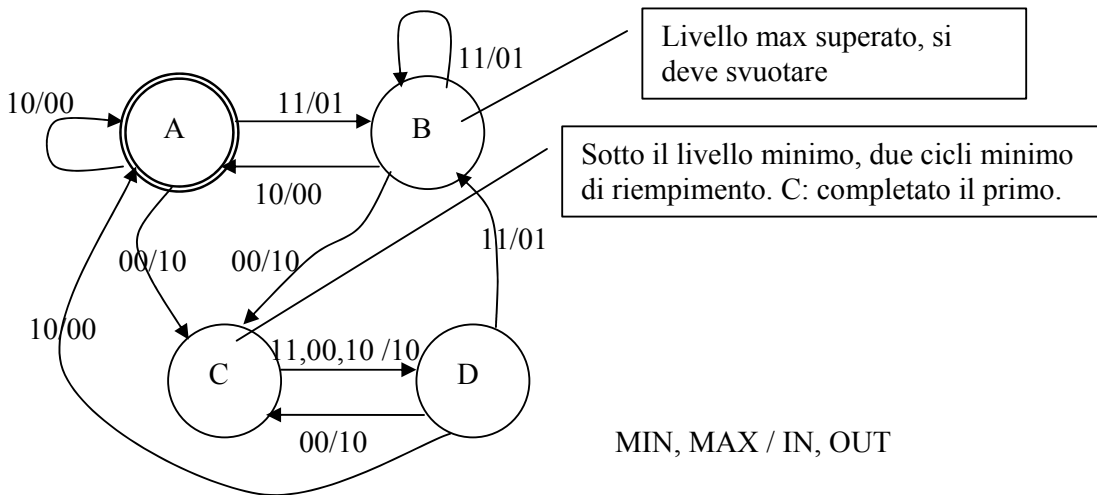 11/01
Livello max superato, si
deve svuotare
10/00
A
11/01
B
10/00
Sotto il livello minimo, due cicli minimo
di riempimento. C: completato il primo.
11/01
00/10
00/10
10/00
C
11,00,10 /10
D
00/10
MIN, MAX / IN, OUT